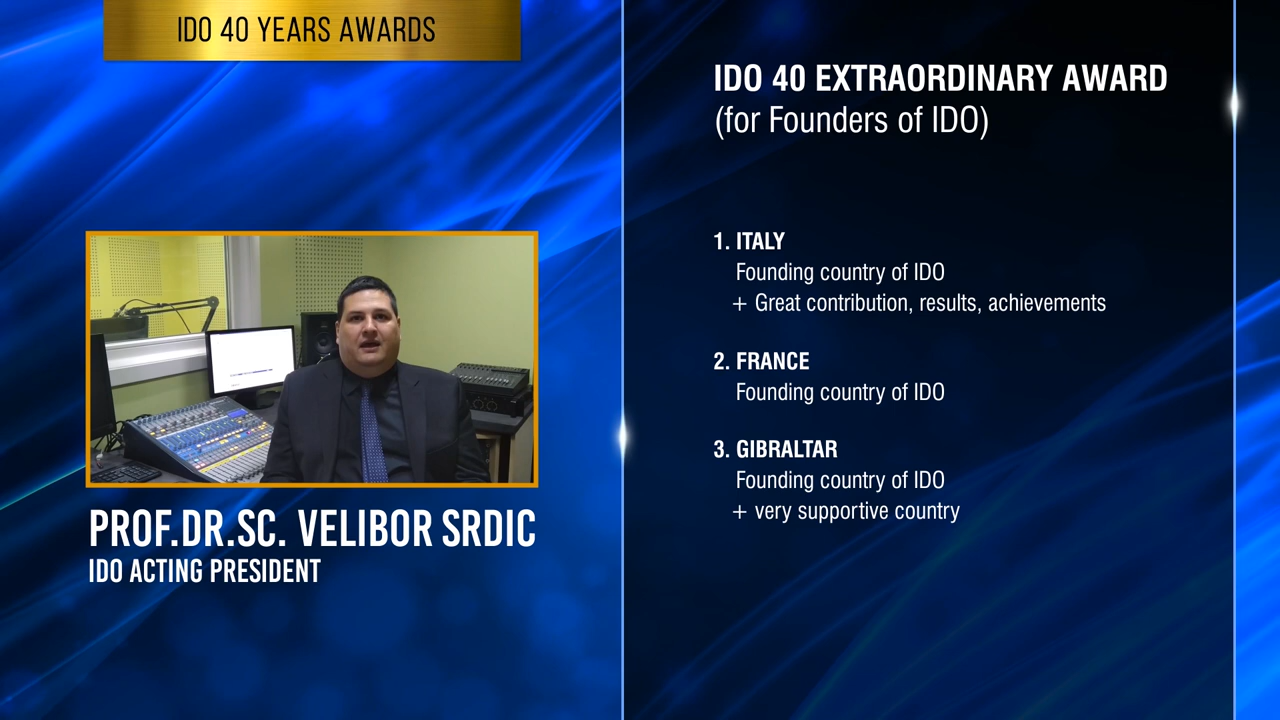 IDO 40 YEARS AWARDS
PROF.DR.SC. VELIBOR SRDIC
IDO ACTING PRESIDENT
IDO 40 EXTRAORDINARY AWARD
(for Founders of IDO)
1. ITALY
Founding country of IDO
+ Great contribution, results, achievements
2. FRANCE
Founding country of IDO
3. GIBRALTAR
Founding country of IDO
+ very supportive country